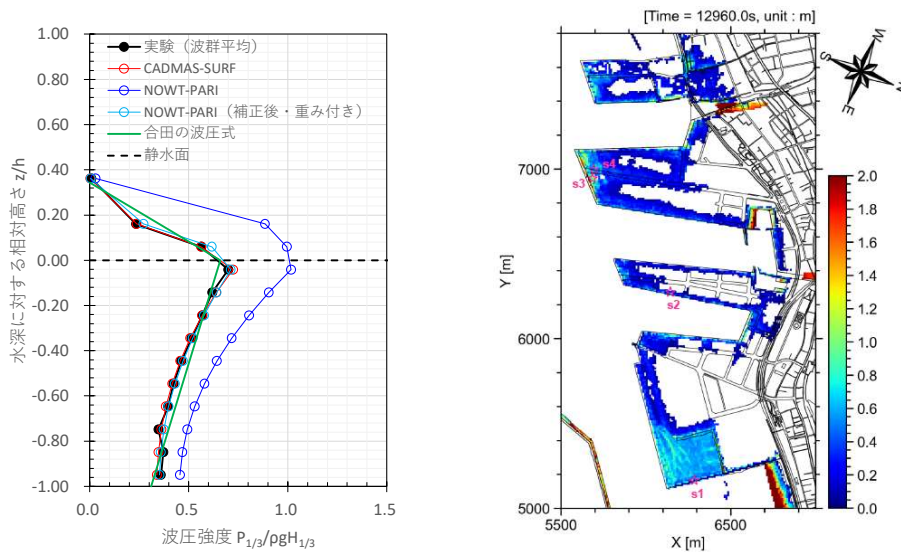 1.00
0.80
0.60
0.40
0.20
0.00
-0.20
-0.40
-0.60
-0.80
-1.00
水深に対する相対高さ z/h
実験（波群平均）
CADMAS-SURF
NOWT-PARI
NOWT-PARI（補正後・重み付き）
合田の波圧式
静水面
0.0 0.5 1.0 1.5
波圧強度 P1/3/ρgH1/3
[Time = 12960.0s, unit : m]
W
S
N
E
7000
6000
5000
Y [m]
s4
s3
s2
s1
5500 6500
X [m]
2.0
1.8
1.6
1.4
1.2
1.0
0.8
0.6
0.4
0.2
0.0